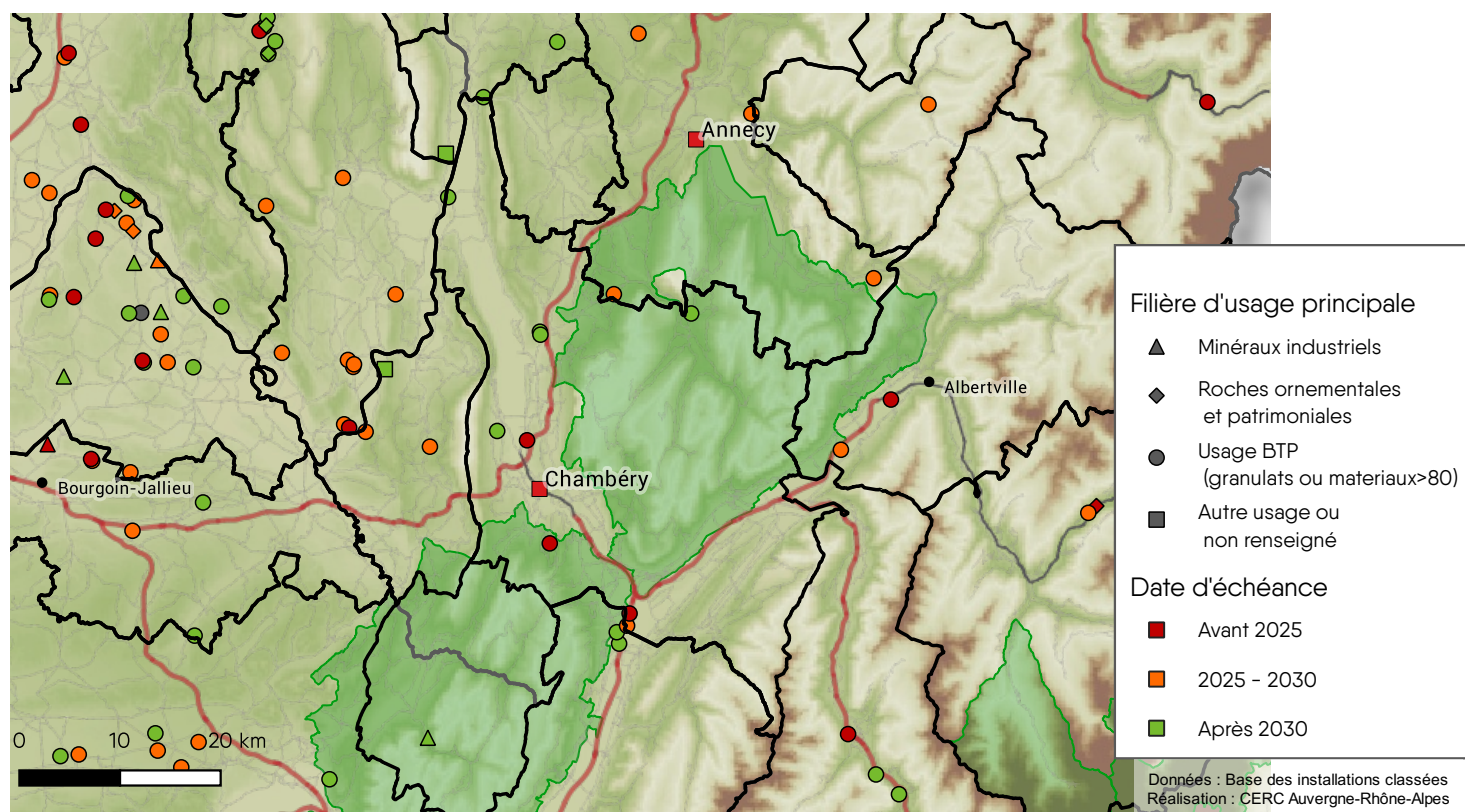 Annecy
Albertville
Chambéry
Bourgoin-Jallieu
0 10 20 km
Filière d'usage principale
Minéraux industriels
Roches ornementales
et patrimoniales
Usage BTP
(granulats ou materiaux>80)
Autre usage ou
non renseigné
Date d'échéance
Avant 2025
2025 - 2030
Après 2030
Données : Base des installations classées
Réalisation : CERC Auvergne-Rhône-Alpes